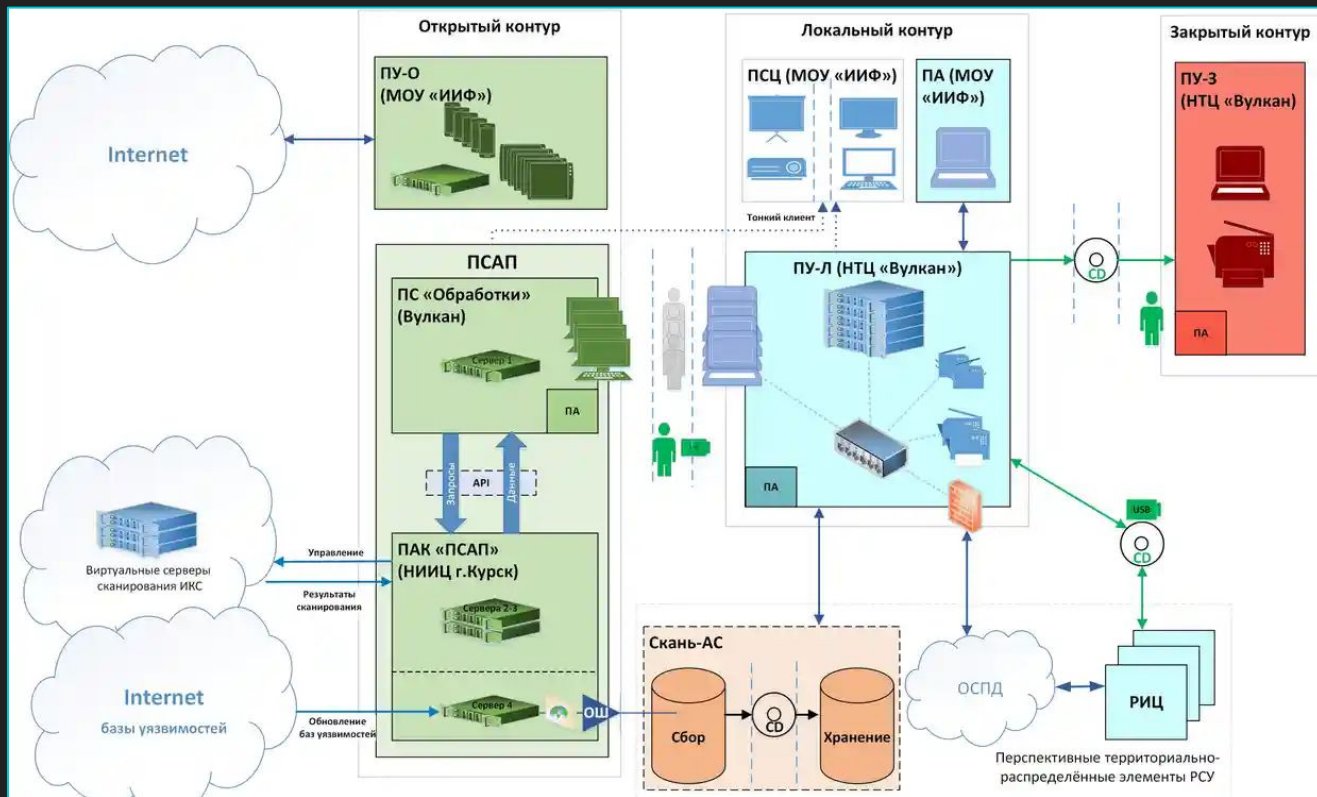 Открытый контур
Локальный контур
Закрытый контур
Internet
ПУ-О
(МОУ «ИИФ»)
ПСЦ (МОУ «ИИФ»)
ПА (МОУ
«ИИФ»)
ПУ-З
(НТЦ «Вулкан»)
Тонкий клиент
ПСАП
ПС «Обработки»
(Вулкан)
Сервер 1
ПА
ПУ-Л (НТЦ «Вулкан»)
ПА
CD
ПА
Запросы
API
Данные
Виртуальные серверы
сканирования ИКС
Управление
Результаты
сканирования
ПАК «ПСАП»
(НИИЦ г.Курск)
Сервера 2-3
Internet
базы уязвимостей
Обновление
баз уязвимостей
Сервер 4
ОШ
Скань-АС
Сбор
CD
Хранение
ОСПД
USB
CD
РИЦ
Перспективные территориально-
распределённые элементы РСУ